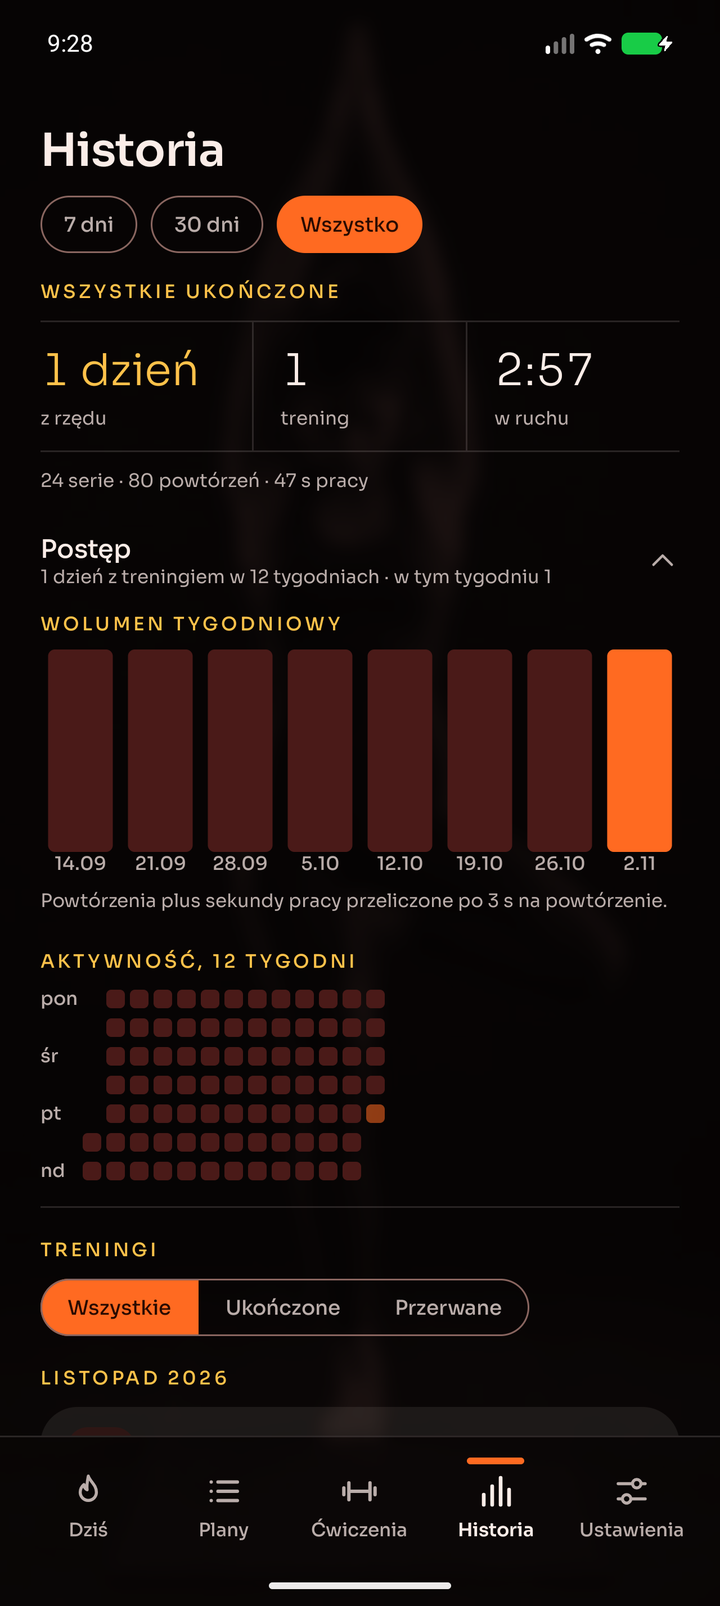 9:28
Historia
7 dni 30 dni Wszystko
WSZYSTKIE UKOŃCZONE
1 dzień 1 2:57
z rzędu trening w ruchu
24 serie · 80 powtórzeń · 47 s pracy
Postęp
1 dzień z treningiem w 12 tygodniach · w tym tygodniu 1
WOLUMEN TYGODNIOWY
14.09 21.09 28.09 5.10 12.10 19.10 26.10 2.11
Powtórzenia plus sekundy pracy przeliczone po 3 s na powtórzenie.
AKTYWNOŚĆ, 12 TYGODNI
pon
śr
pt
nd
TRENINGI
Wszystkie Ukończone Przerwane
LISTOPAD 2026
Dziś Plany Ćwiczenia Historia Ustawienia